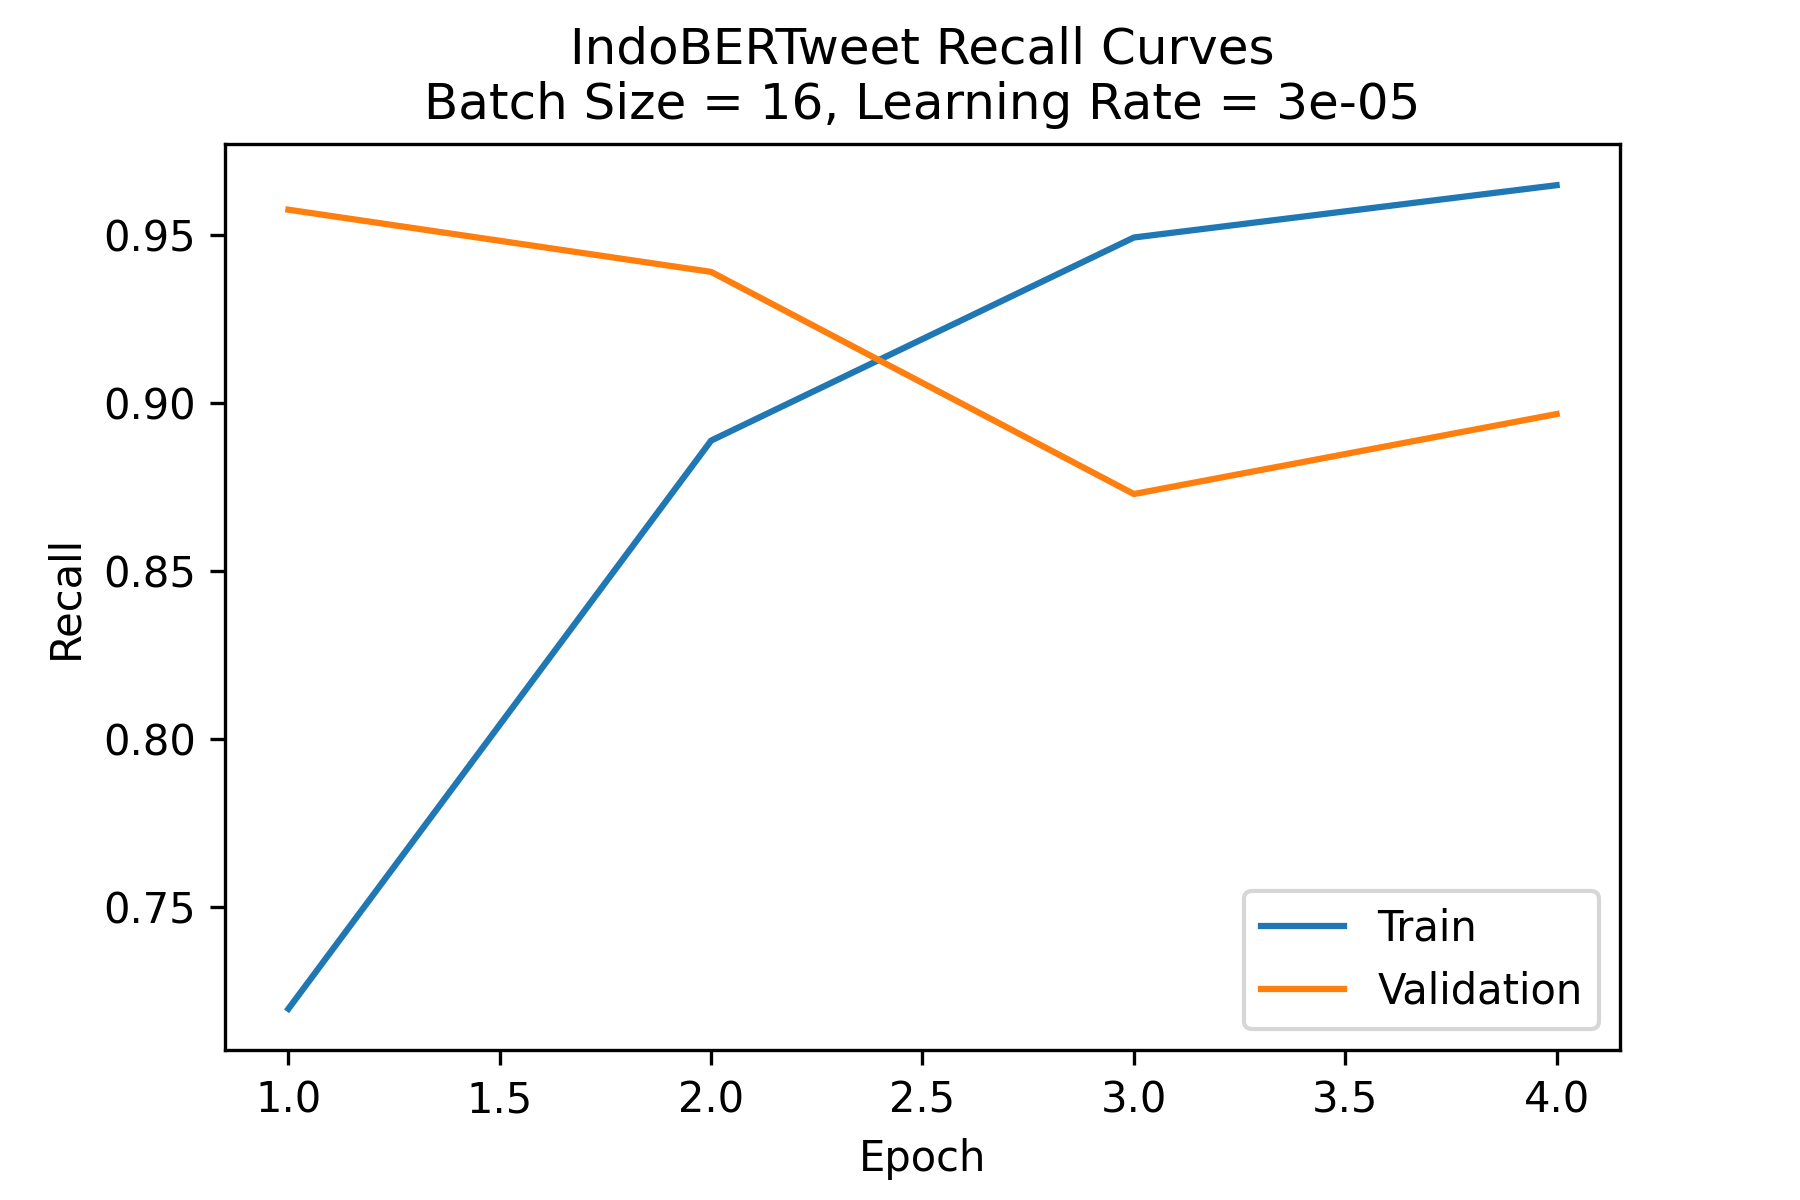 IndoBERTweet Recall Curves
Batch Size = 16, Learning Rate = 3e-05
Recall
0.95
0.90
0.85
0.80
0.75
1.0 1.5 2.0 2.5 3.0 3.5 4.0
Epoch
Train
Validation